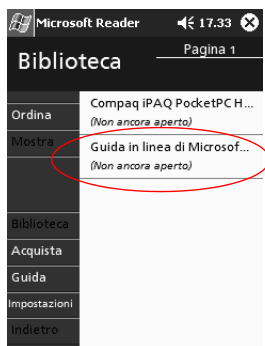 Microsoft Reader 17.33
Biblioteca
Pagina 1
Ordina
Mostra
Biblioteca
Acquista
Guida
Impostazioni
Indietro
Compaq iPAQ PocketPC H...
(Non ancora aperto)
Guida in linea di Microsof...
(Non ancora aperto)